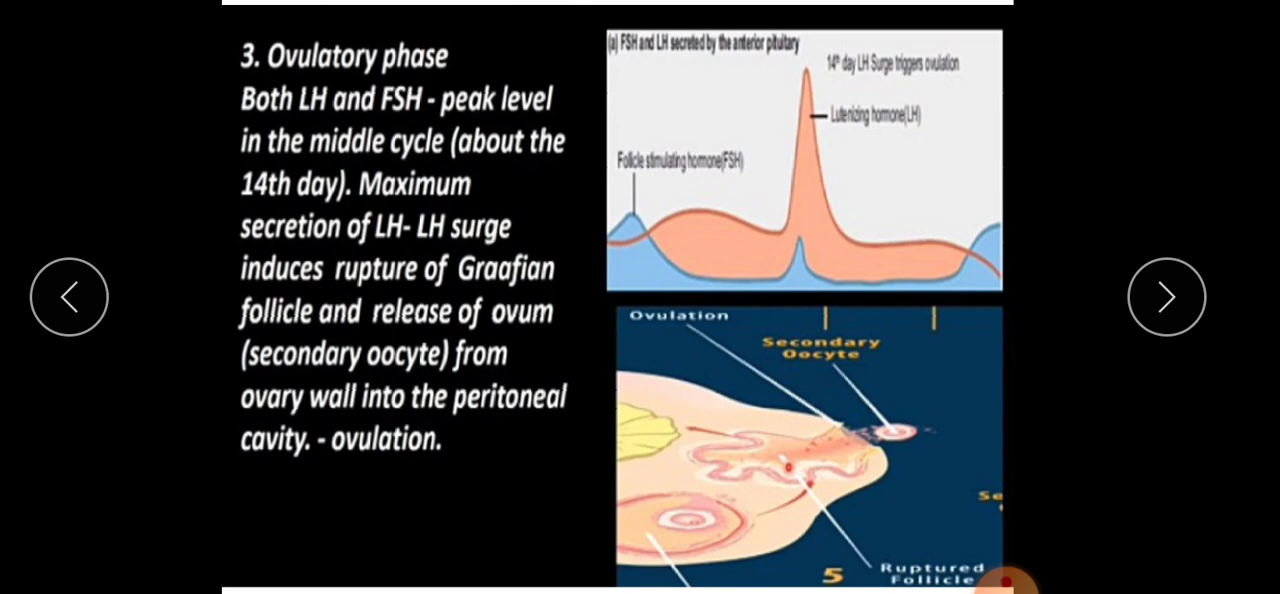 3. Ovulatory phase
Both LH and FSH - peak level
in the middle cycle (about the
14th day). Maximum
secretion of LH- LH surge
induces rupture of Graafian
follicle and release of ovum
(secondary oocyte) from
ovary wall into the peritoneal
cavity. - ovulation.
(a) FSH and LH secreted by the anterior pituitary
14th day LH Surge triggers ovulation
Lutenizing hormone(LH)
Follicle stimulating hormone(FSH)
Ovulation
Secondary
Oocyte
Se
5
Ruptured
Follicle